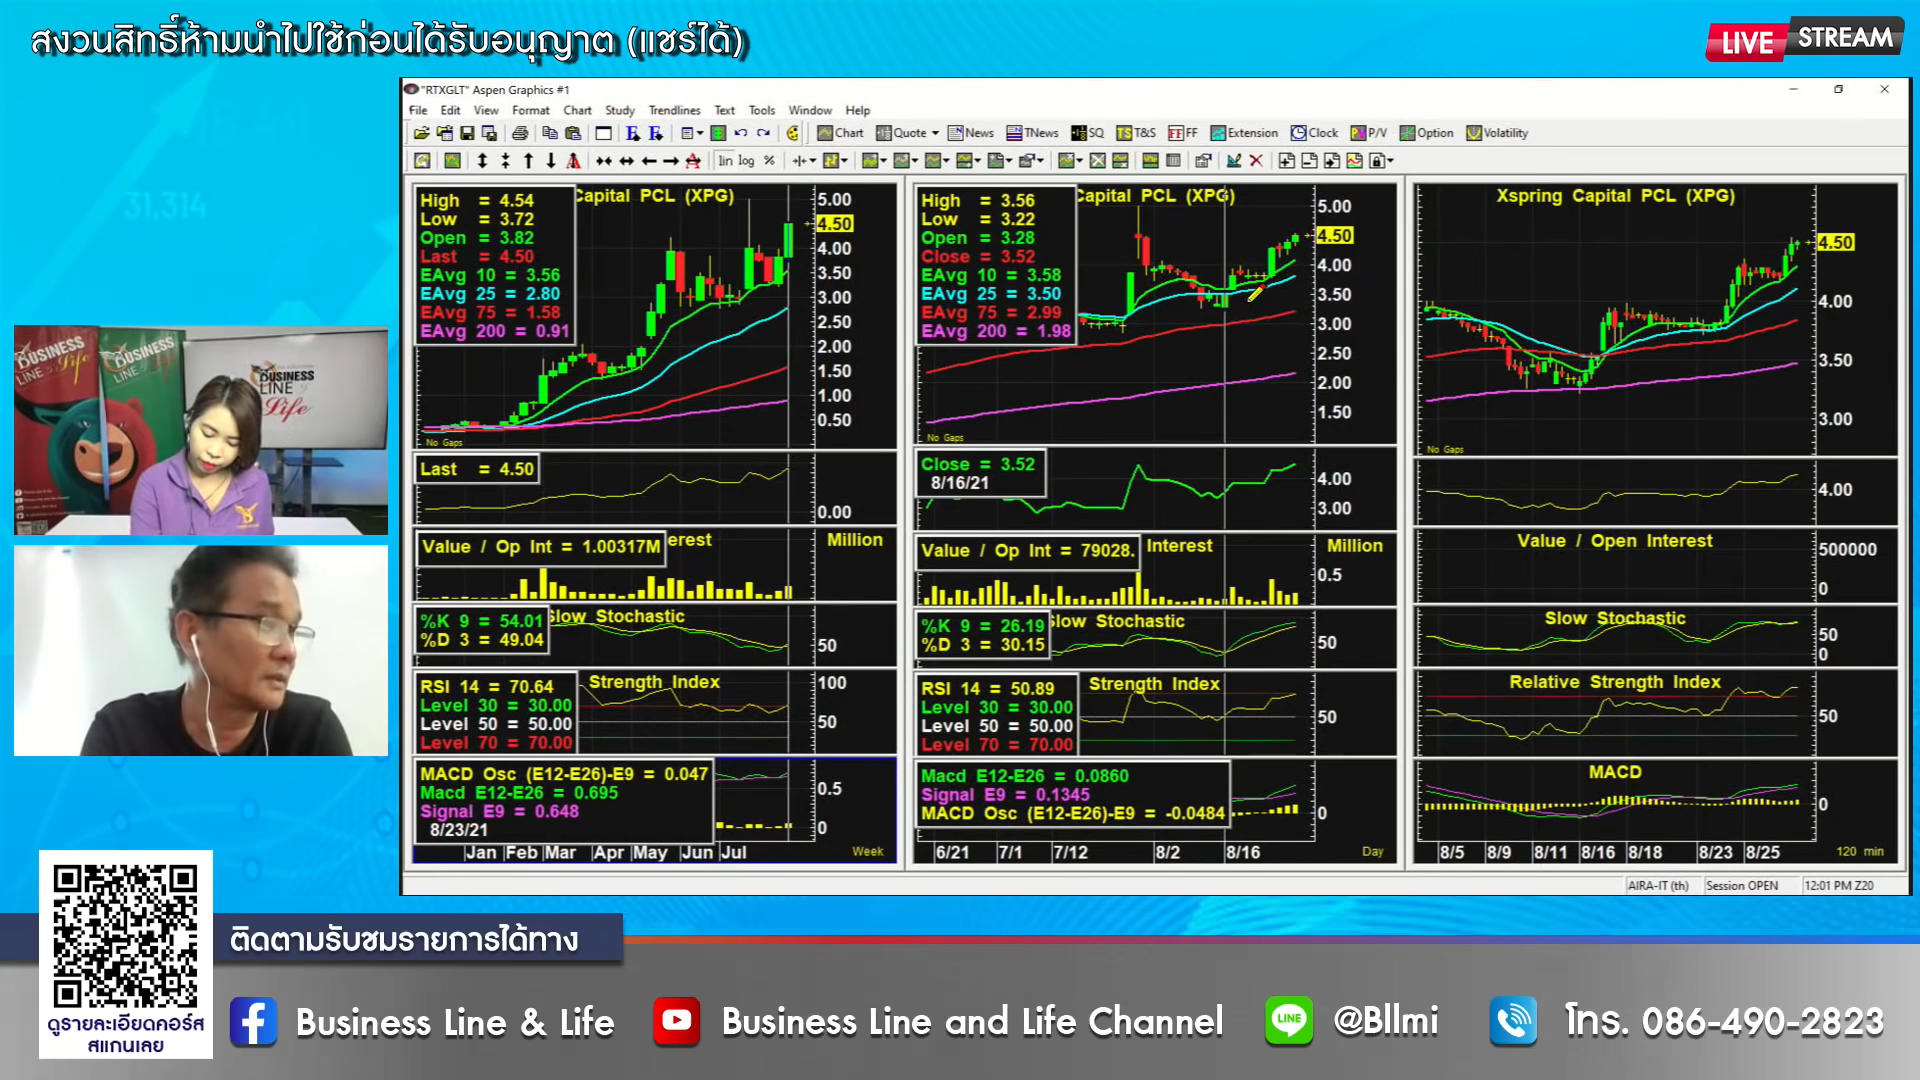 สงวนสิทธิ์ห้ามนำไปใช้ก่อนได้รับอนุญาต (แชร์ได้)
LIVE STREAM
"RTXGLT" Aspen Graphics #1
File Edit View Format Chart Study Trendlines Text Tools Window Help
Chart Quote News TNews SQ T&S FF Extension Clock P/V Option Volatility
lin log %
High = 4.54
Low = 3.72
Open = 3.82
Last = 4.50
EAvg 10 = 3.56
EAvg 25 = 2.80
EAvg 75 = 1.58
EAvg 200 = 0.91
Capital PCL (XPG)
5.00
4.50
4.00
3.50
3.00
2.50
2.00
1.50
1.00
0.50
No Gaps
Last = 4.50
0.00
Value / Op Int = 1.00317M
erest
Million
%K 9 = 54.01
%D 3 = 49.04
Slow Stochastic
50
RSI 14 = 70.64
Level 30 = 30.00
Level 50 = 50.00
Level 70 = 70.00
Strength Index
100
50
MACD Osc (E12-E26)-E9 = 0.047
Macd E12-E26 = 0.695
Signal E9 = 0.648
8/23/21
0.5
0
Jan Feb Mar Apr May Jun Jul
Week
High = 3.56
Low = 3.22
Open = 3.28
Close = 3.52
EAvg 10 = 3.58
EAvg 25 = 3.50
EAvg 75 = 2.99
EAvg 200 = 1.98
Capital PCL (XPG)
5.00
4.50
4.00
3.50
3.00
2.50
2.00
1.50
No Gaps
Close = 3.52
8/16/21
4.00
3.00
Value / Op Int = 79028.
Interest
Million
0.5
%K 9 = 26.19
%D 3 = 30.15
Slow Stochastic
50
RSI 14 = 50.89
Level 30 = 30.00
Level 50 = 50.00
Level 70 = 70.00
Strength Index
50
Macd E12-E26 = 0.0860
Signal E9 = 0.1345
MACD Osc (E12-E26)-E9 = -0.0484
0
6/21 7/1 7/12 8/2 8/16
Day
Xspring Capital PCL (XPG)
4.50
4.00
3.50
3.00
No Gaps
4.00
Value / Open Interest
500000
0
Slow Stochastic
50
0
Relative Strength Index
50
MACD
0
8/5 8/9 8/11 8/16 8/18 8/23 8/25
120 min
AIRA-IT (th) Session OPEN 12:01 PM Z20
31,314
BUSINESS
LINE
Life
BUSINESS
LINE
Life
BUSINESS
LINE
Life
ดูรายละเอียดคอร์ส
สแกนเลย
ติดตามรับชมรายการได้ทาง
Business Line & Life
Business Line and Life Channel
LINE
@Bllmi
โทร. 086-490-2823